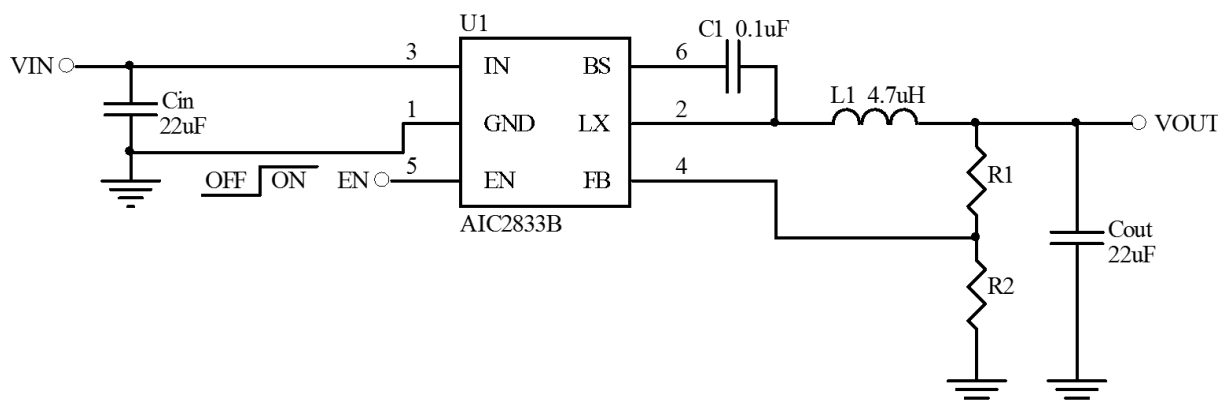 U1
C1 0.1uF
VIN
3
IN
BS
6
Cin
22uF
1
GND
LX
2
L1 4.7uH
VOUT
OFF
ON
EN
5
EN
FB
4
R1
AIC2833B
Cout
22uF
R2